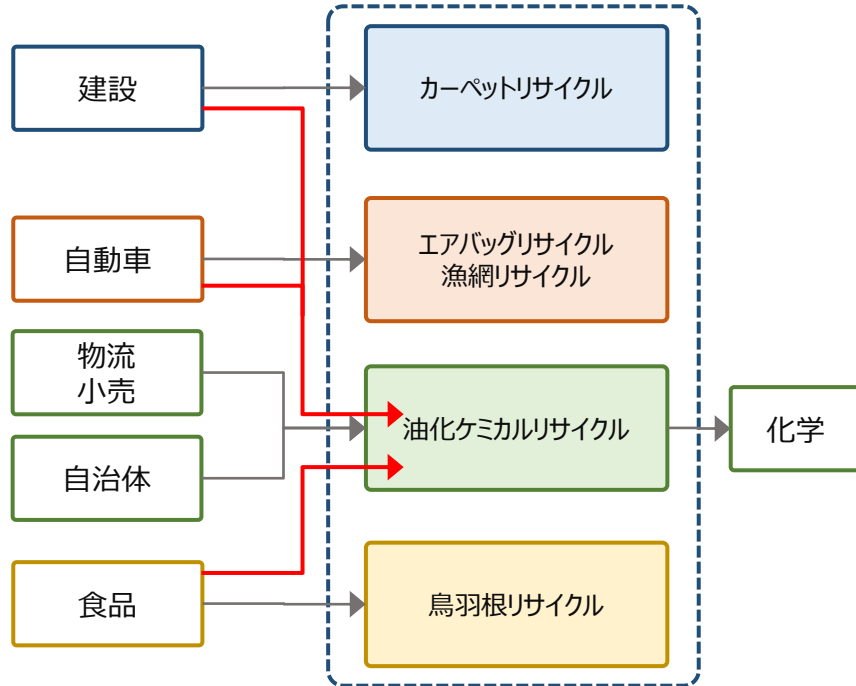 建設
カーペットリサイクル
自動車
エアバッグリサイクル
漁網リサイクル
物流
小売
油化ケミカルリサイクル
化学
自治体
食品
鳥羽根リサイクル